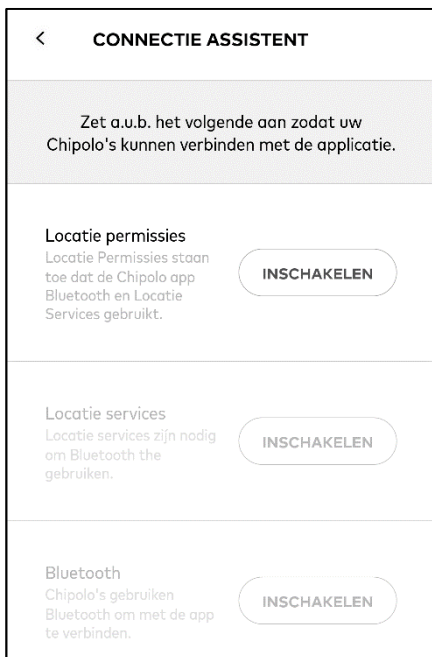 CONNECTIE ASSISTENT
Zet a.u.b. het volgende aan zodat uw
Chipolo's kunnen verbinden met de applicatie.
Locatie permissies
Locatie Permissies staan
toe dat de Chipolo app
Bluetooth en Locatie
Services gebruikt.
INSCHAKELEN
Locatie services
Locatie services zijn nodig
om Bluetooth the
gebruiken.
INSCHAKELEN
Bluetooth
Chipolo's gebruiken
Bluetooth om met de app
te verbinden.
INSCHAKELEN